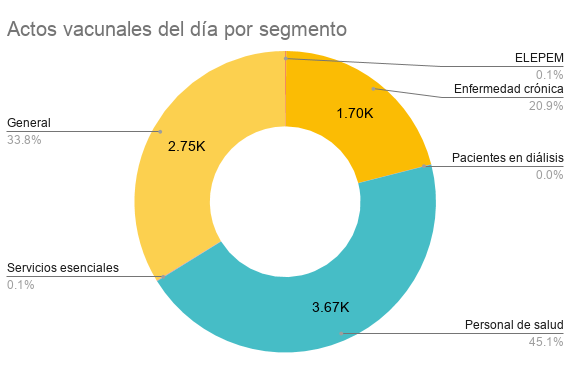 Actos vacunales del día por segmento
ELEPEM
0.1%
Enfermedad crónica
20.9%
1.70K
General
33.8%
2.75K
Pacientes en diálisis
0.0%
Servicios esenciales
0.1%
3.67K
Personal de salud
45.1%